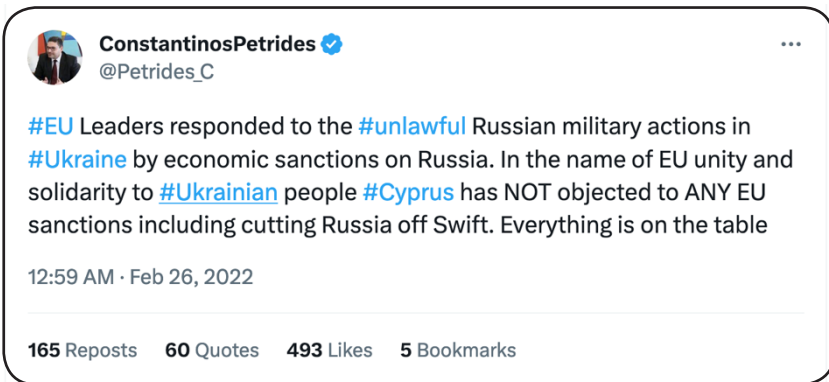 ConstantinosPetrides
@Petrides_C
#EU Leaders responded to the #unlawful Russian military actions in
#Ukraine by economic sanctions on Russia. In the name of EU unity and
solidarity to #Ukrainian people #Cyprus has NOT objected to ANY EU
sanctions including cutting Russia off Swift. Everything is on the table
12:59 AM · Feb 26, 2022
165 Reposts 60 Quotes 493 Likes 5 Bookmarks